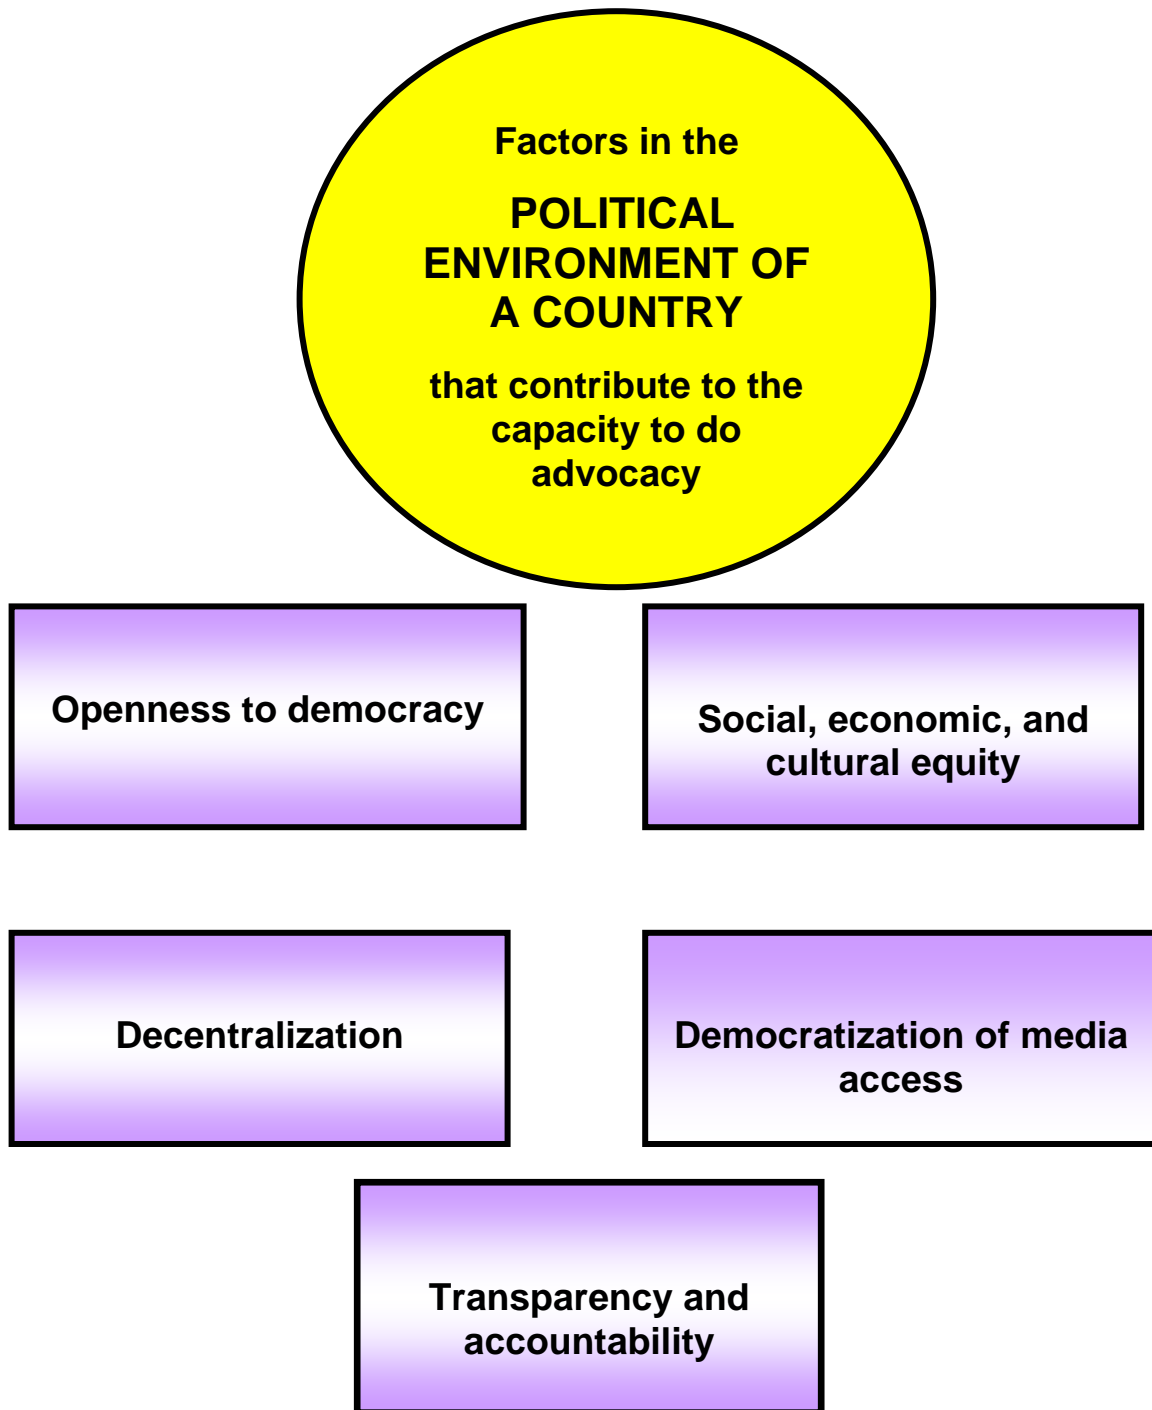 Factors in the
POLITICAL
ENVIRONMENT OF
A COUNTRY
that contribute to the
capacity to do
advocacy
Openness to democracy
Social, economic, and
cultural equity
Decentralization
Democratization of media
access
Transparency and
accountability